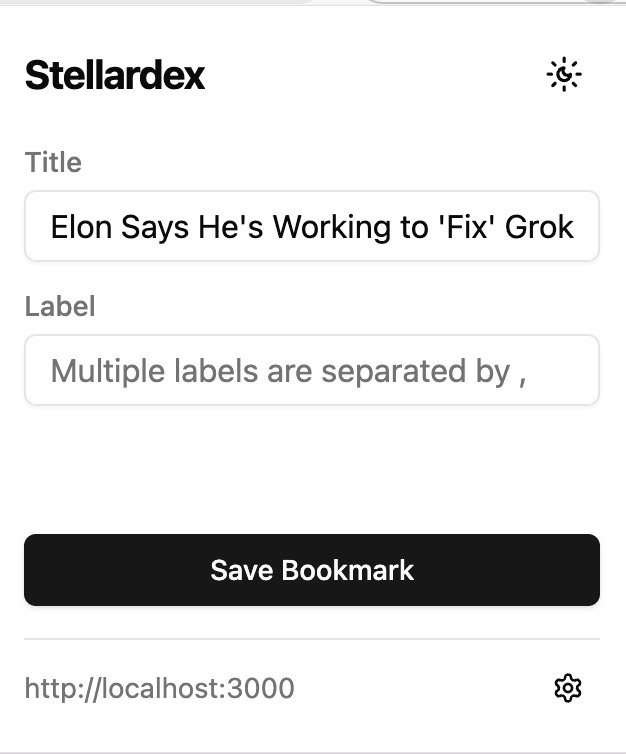 Stellardex
Title
Elon Says He's Working to 'Fix' Grok
Label
Multiple labels are separated by ,
Save Bookmark
http://localhost:3000